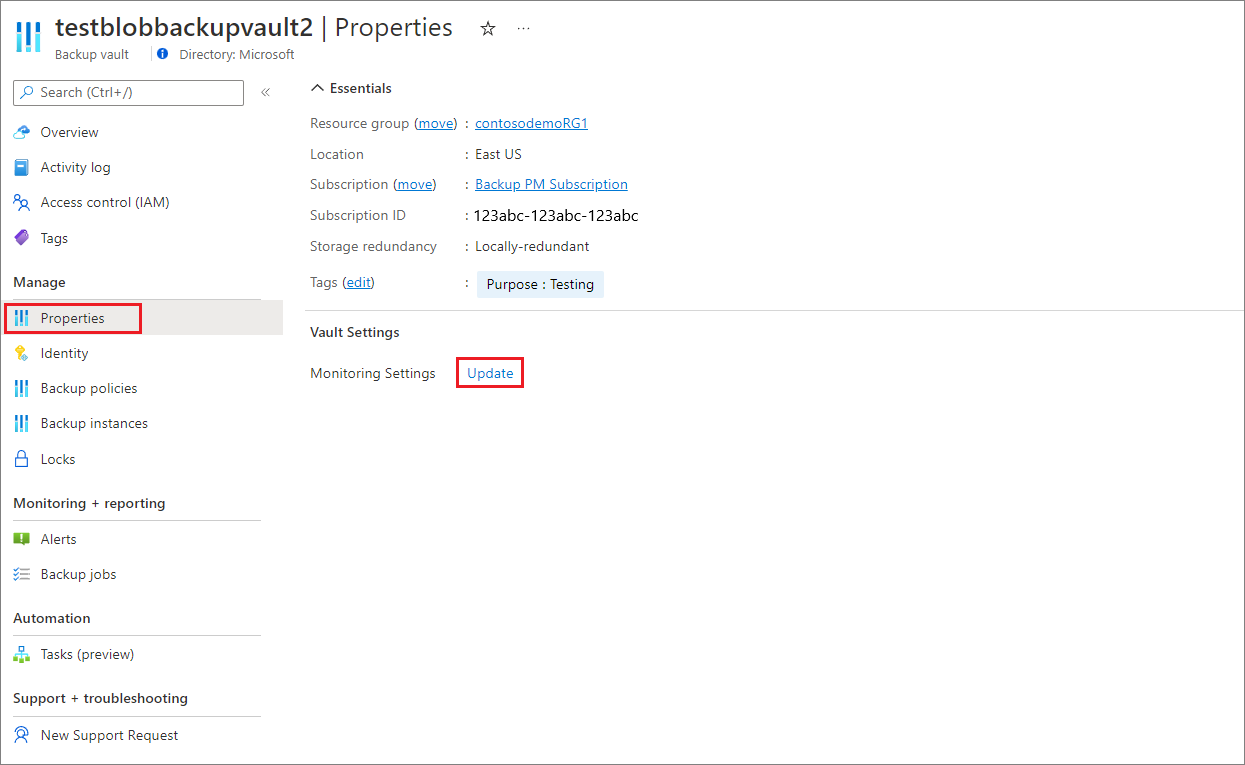 testblobbackupvault2 | Properties
Backup vault
Directory: Microsoft
Search (Ctrl+/)
Overview
Activity log
Access control (IAM)
Tags
Manage
Properties
Identity
Backup policies
Backup instances
Locks
Monitoring + reporting
Alerts
Backup jobs
Automation
Tasks (preview)
Support + troubleshooting
New Support Request
Essentials
Resource group (move) : contosodemoRG1
Location : East US
Subscription (move) : Backup PM Subscription
Subscription ID : 123abc-123abc-123abc
Storage redundancy : Locally-redundant
Tags (edit) : Purpose : Testing
Vault Settings
Monitoring Settings Update